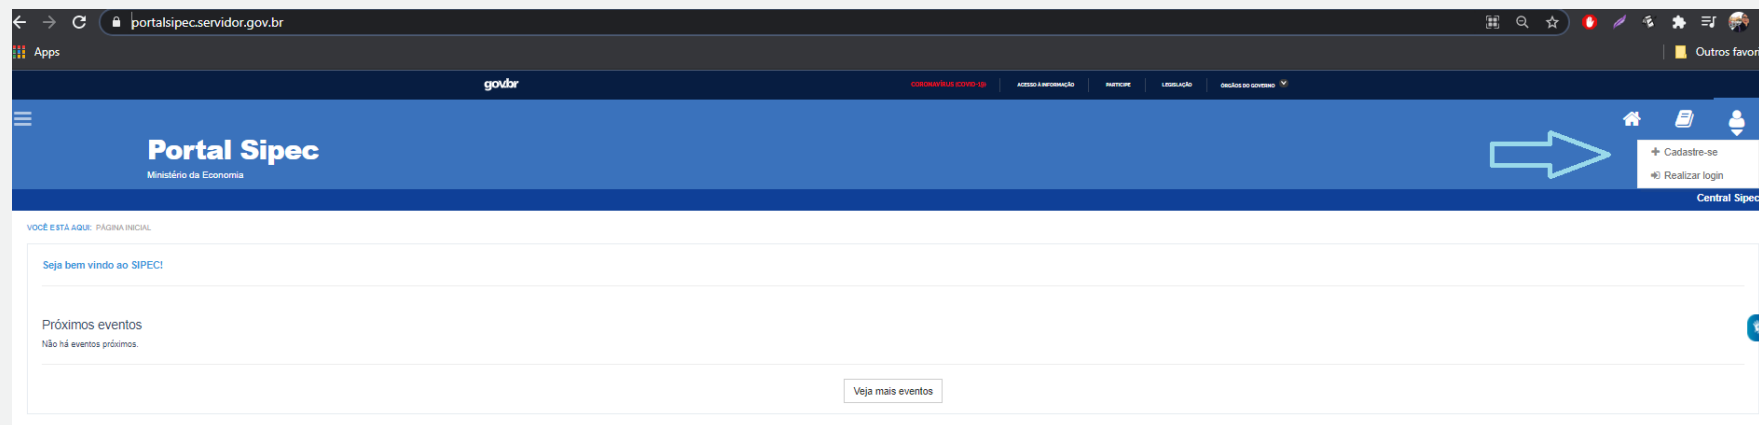 portalsipec.servidor.gov.br
Apps
Outros favori
gov.br
CORONAVÍRUS (COVID-19)
ACESSO À INFORMAÇÃO
PARTICIPE
LEGISLAÇÃO
ÓRGÃOS DO GOVERNO
Portal Sipec
Ministério da Economia
Cadastre-se
Realizar login
Central Sipec
VOCÊ ESTÁ AQUI: PÁGINA INICIAL
Seja bem vindo ao SIPEC!
Próximos eventos
Não há eventos próximos.
Veja mais eventos